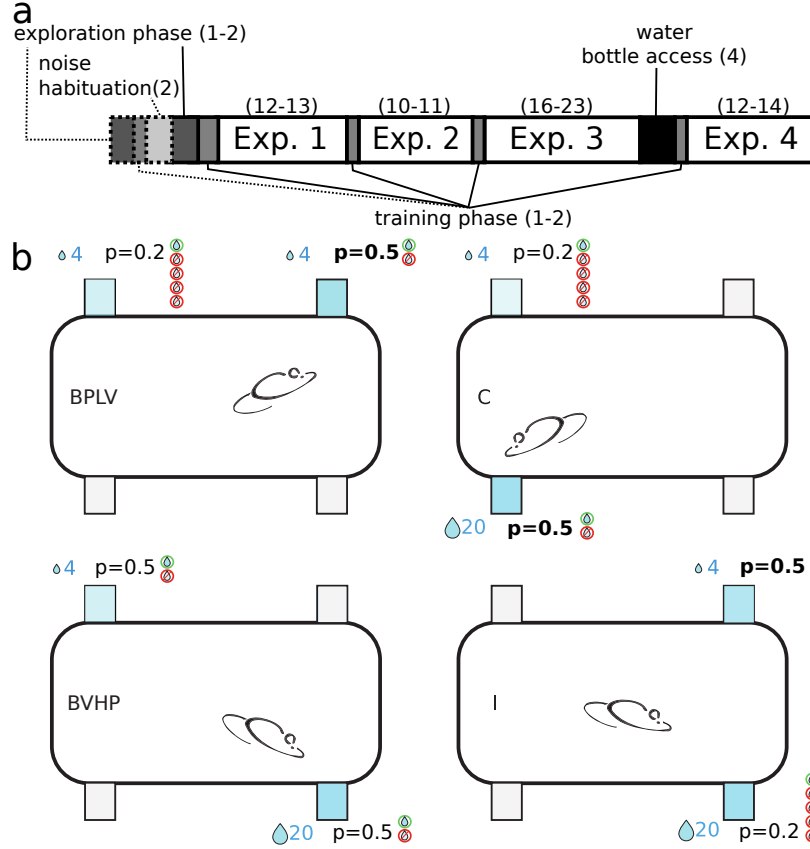 a
exploration phase (1-2)
noise
habituation(2)
water
bottle access (4)
(12-13) (10-11) (16-23) (12-14)
Exp. 1 Exp. 2 Exp. 3 Exp. 4
training phase (1-2)
b
4 p=0.2 4 p=0.5 4 p=0.2
BPLV C
20 p=0.5
4 p=0.5 4 p=0.5
BVHP I
20 p=0.5 20 p=0.2